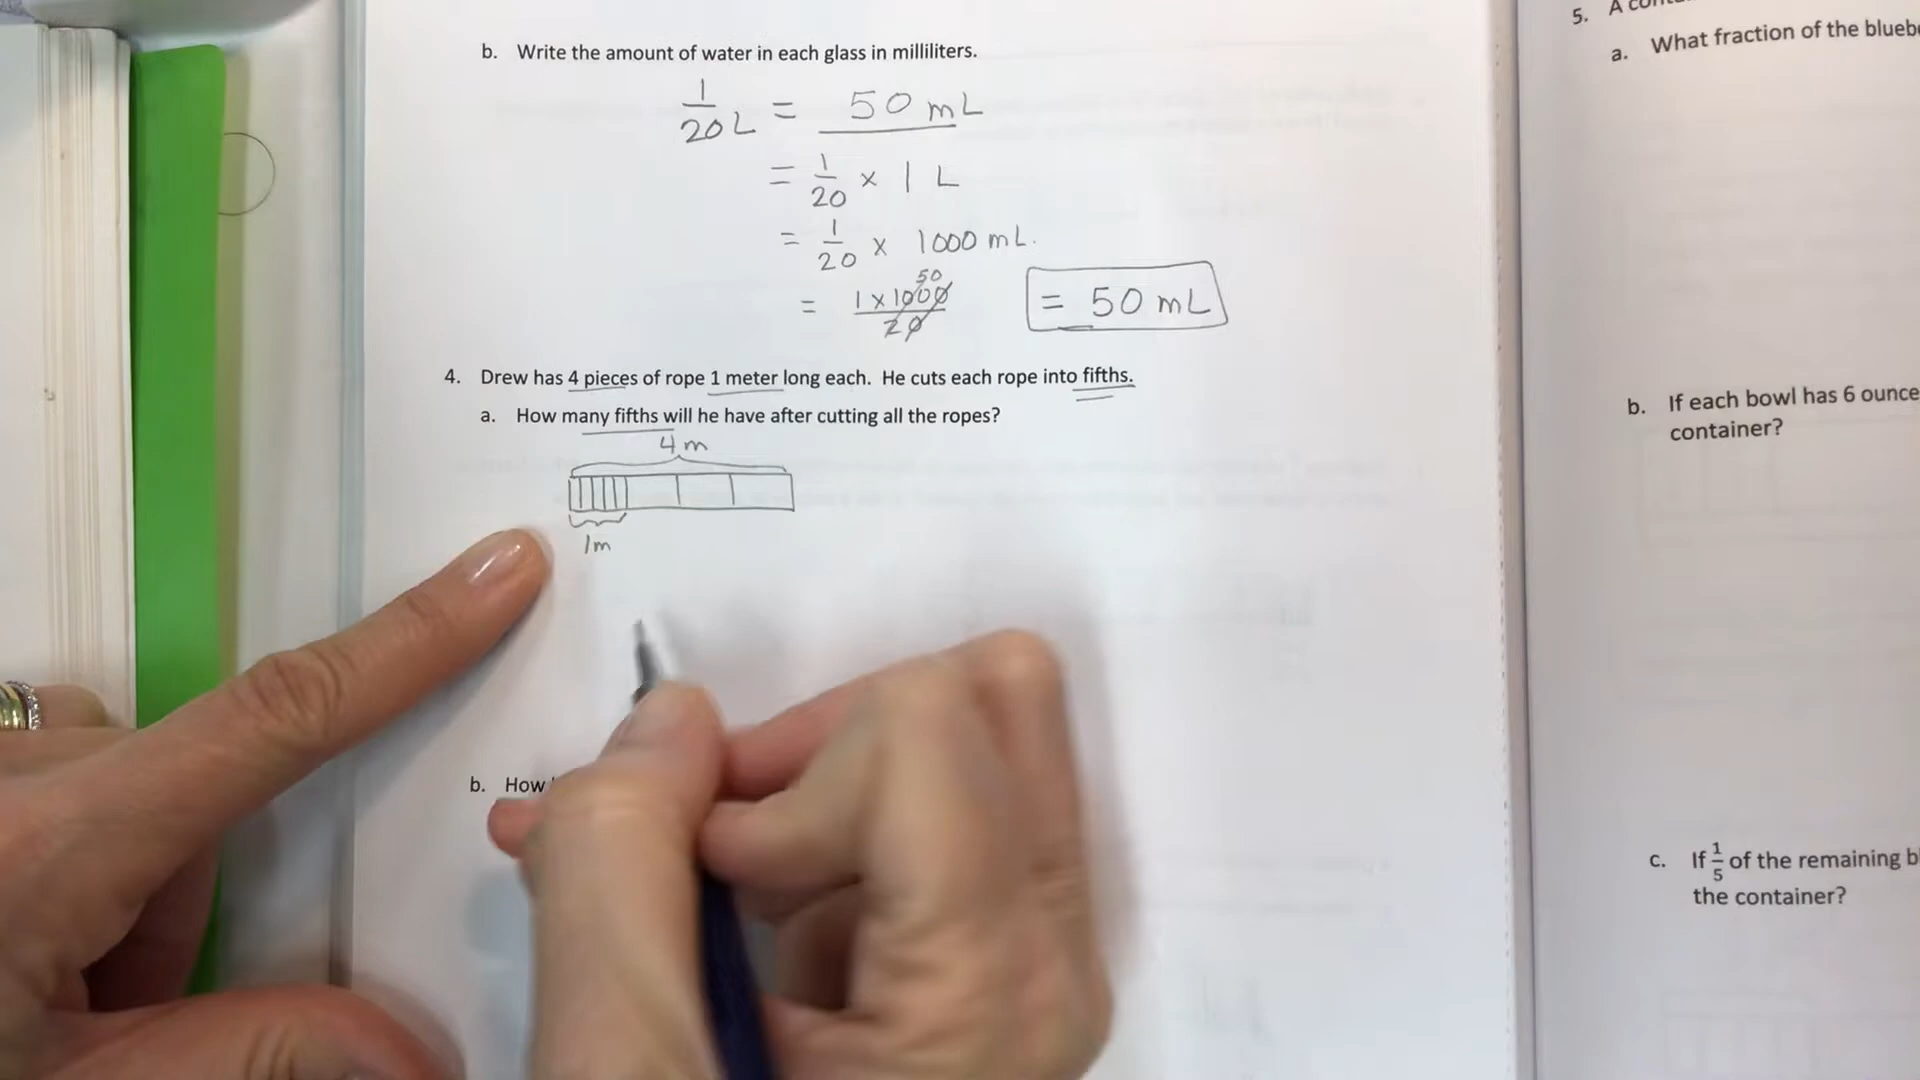 b. Write the amount of water in each glass in milliliters.
1/20 L = 50 mL
= 1/20 x 1 L
= 1/20 x 1000 mL.
50
= 1 x 1000 / 20
= 50 mL
4. Drew has 4 pieces of rope 1 meter long each. He cuts each rope into fifths.
a. How many fifths will he have after cutting all the ropes?
4 m
1m
b. How
5. A
a. What fraction of the
b. If each bowl has 6
container?
c. If 1/5 of the remaining
the container?